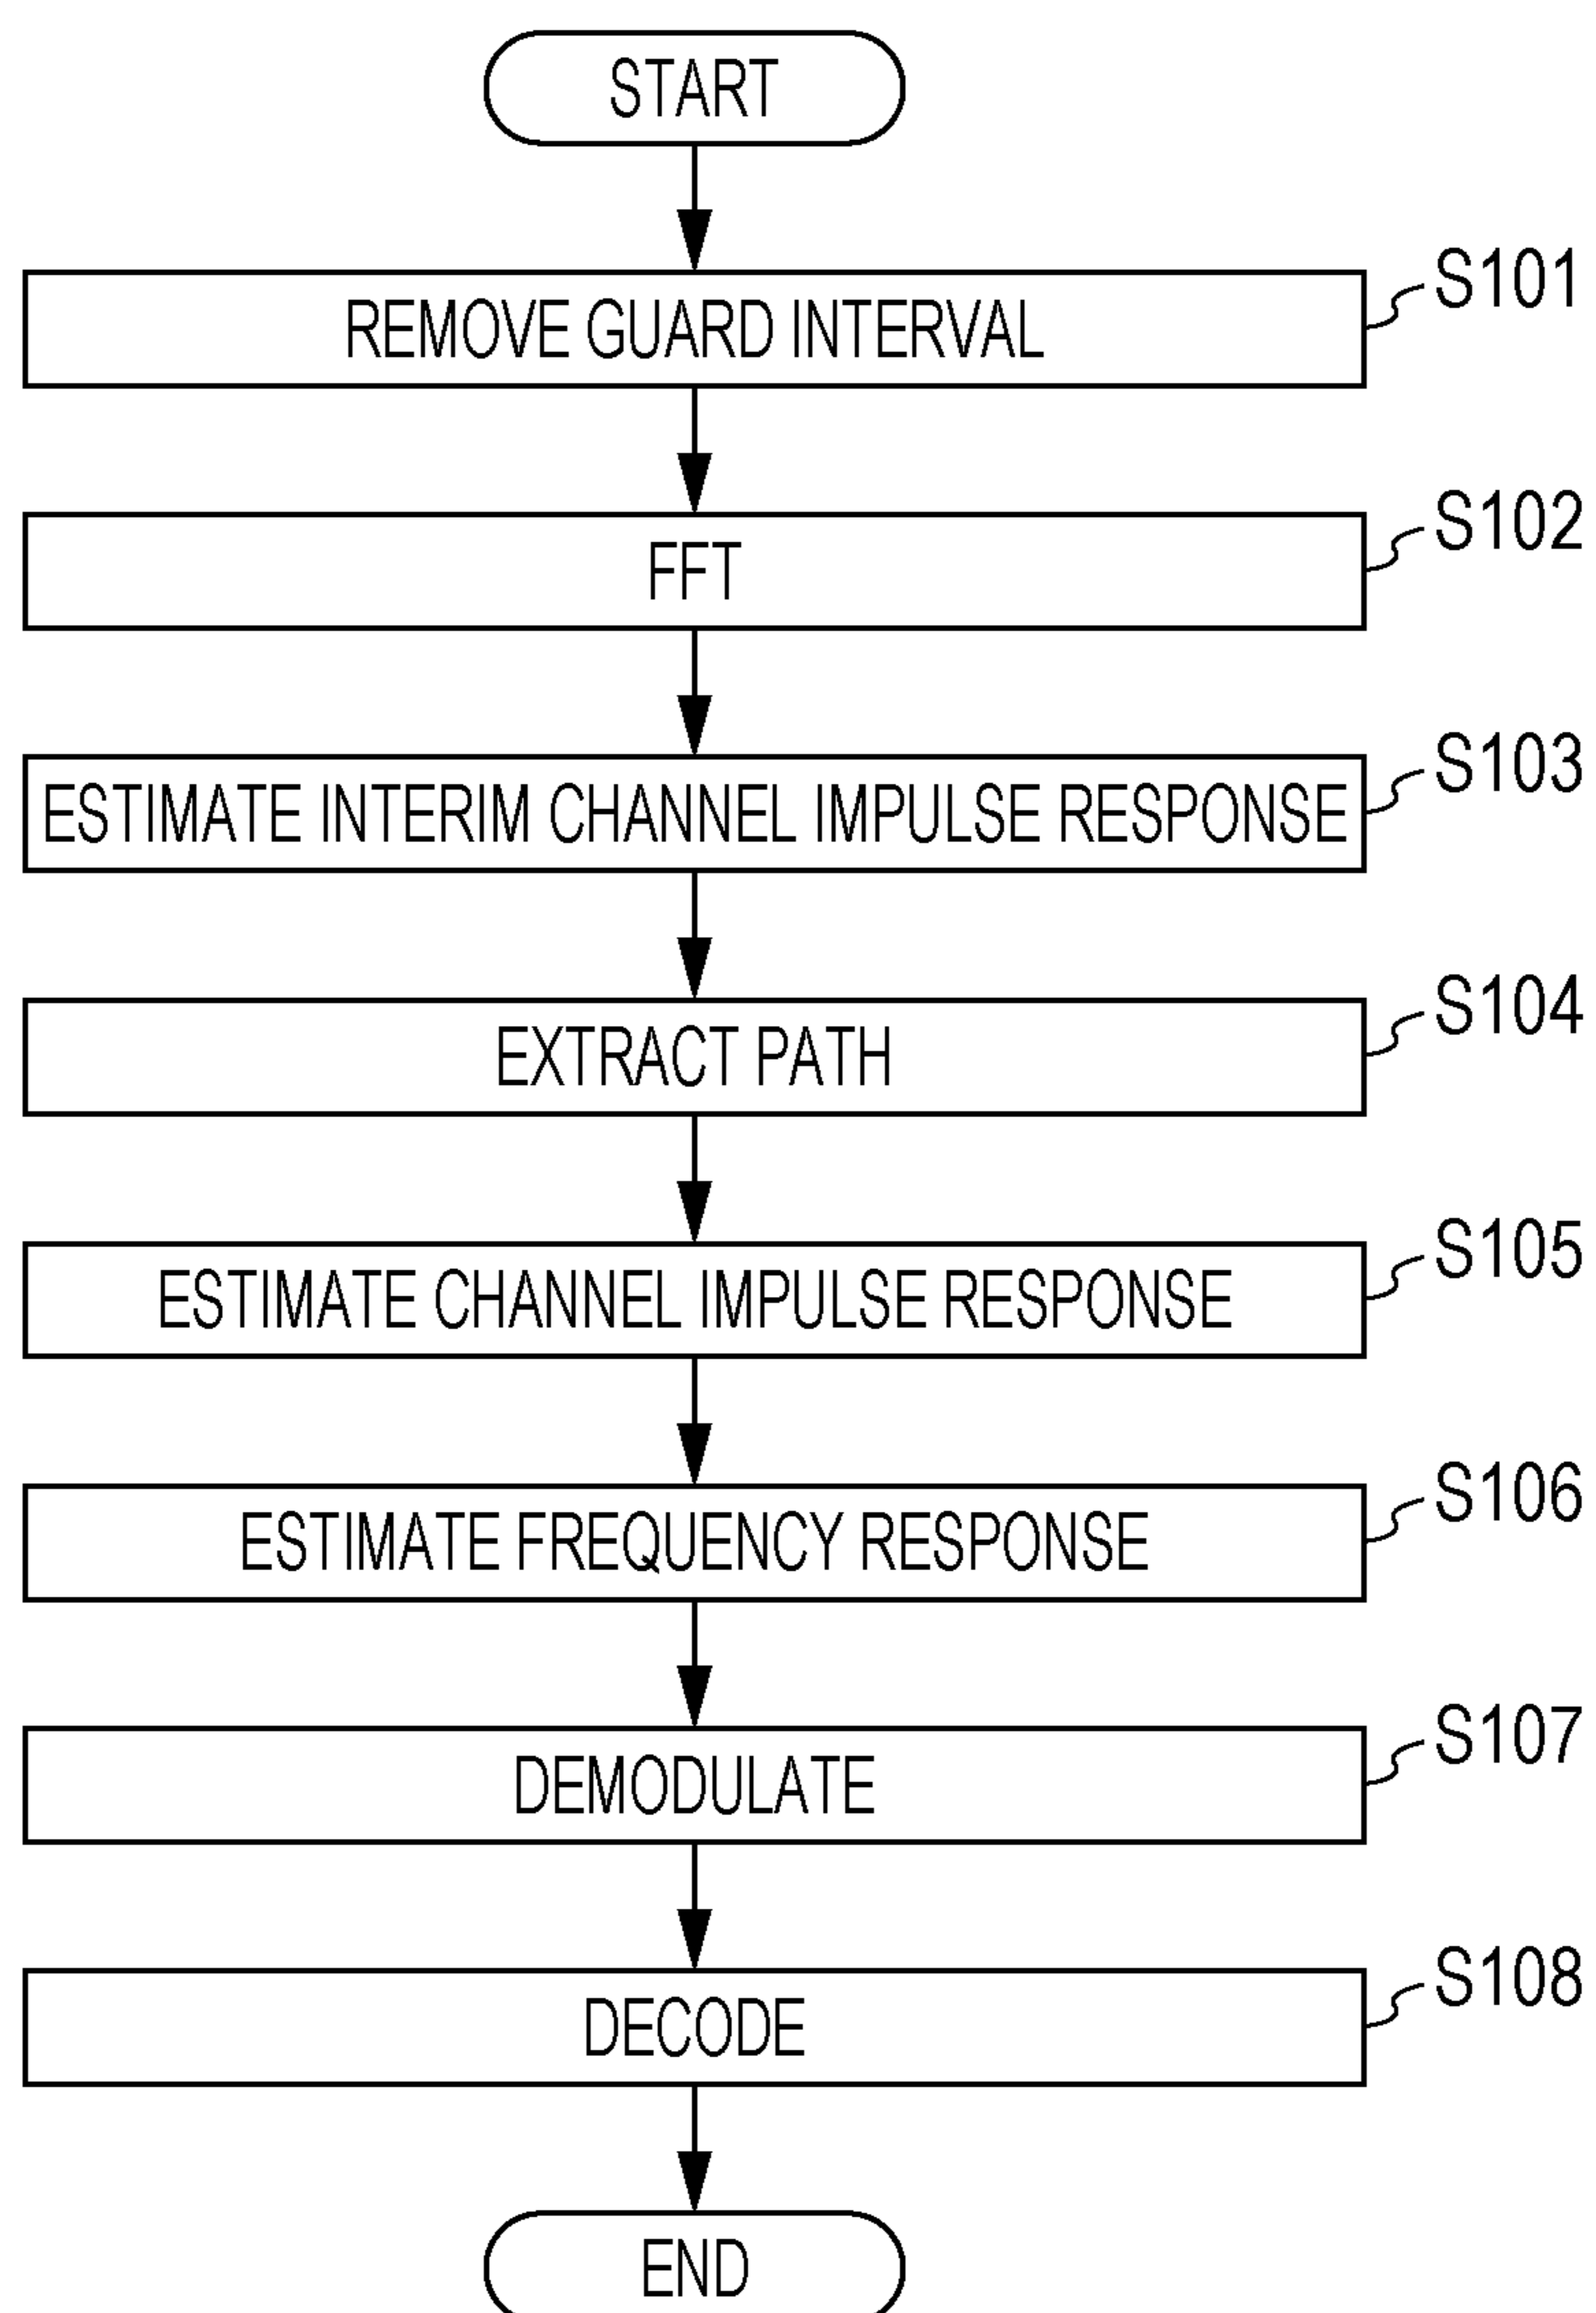 START
REMOVE GUARD INTERVAL
S101
FFT
S102
ESTIMATE INTERIM CHANNEL IMPULSE RESPONSE
S103
EXTRACT PATH
S104
ESTIMATE CHANNEL IMPULSE RESPONSE
S105
ESTIMATE FREQUENCY RESPONSE
S106
DEMODULATE
S107
DECODE
S108
END